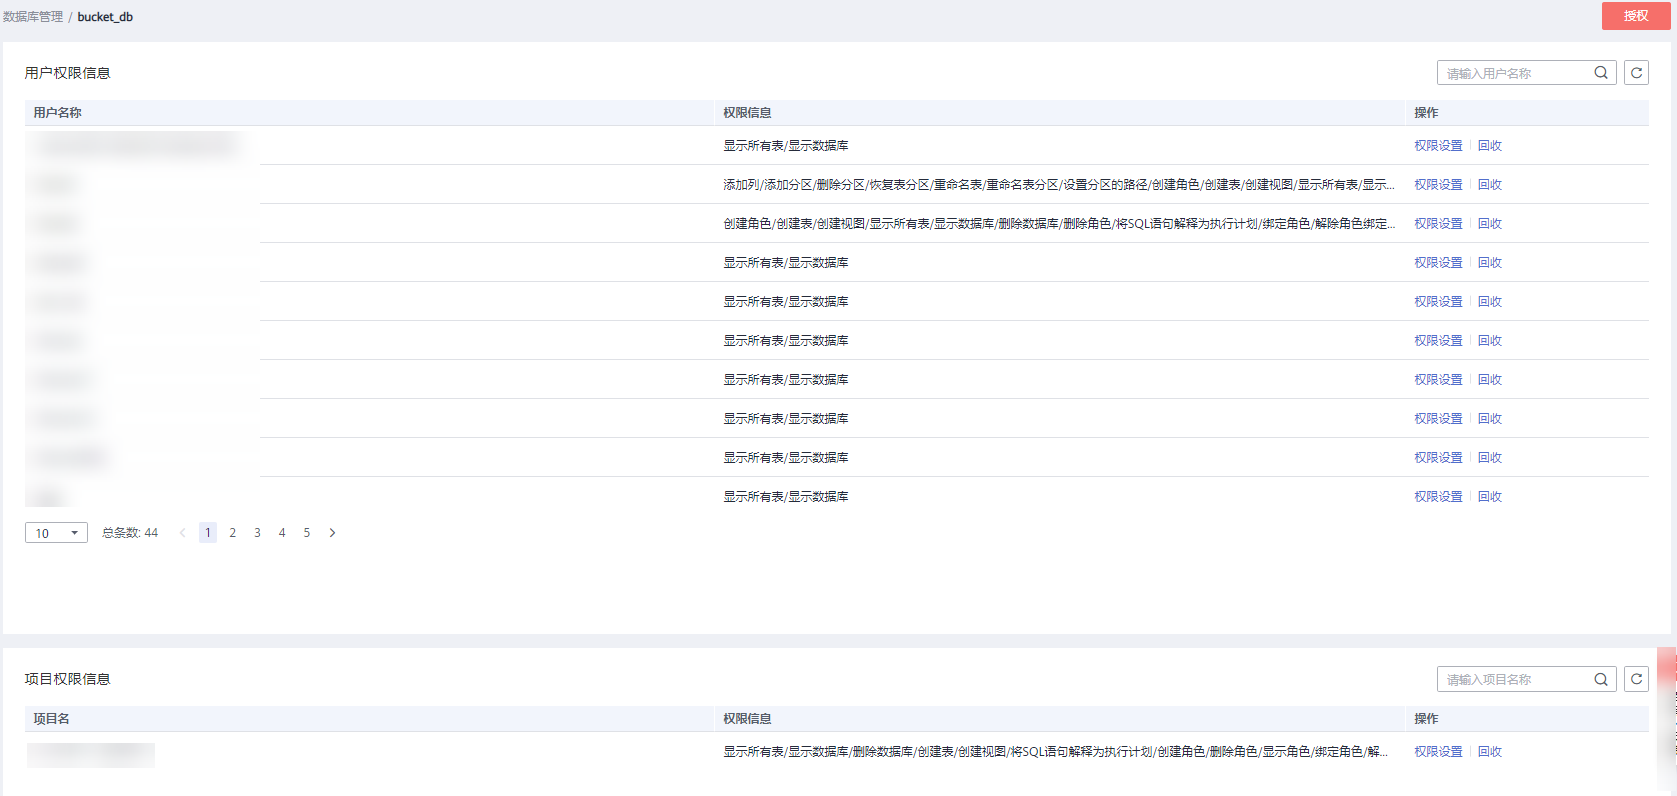 数据库管理 / bucket_db
授权
用户权限信息
请输入用户名称
用户名称 权限信息 操作
显示所有表/显示数据库 权限设置 回收
添加列/添加分区/删除分区/恢复表分区/重命名表/重命名表分区/设置分区的路径/创建角色/创建表/创建视图/显示所有表/显示... 权限设置 回收
创建角色/创建表/创建视图/显示所有表/显示数据库/删除数据库/删除角色/将SQL语句解释为执行计划/绑定角色/解除角色绑定... 权限设置 回收
显示所有表/显示数据库 权限设置 回收
显示所有表/显示数据库 权限设置 回收
显示所有表/显示数据库 权限设置 回收
显示所有表/显示数据库 权限设置 回收
显示所有表/显示数据库 权限设置 回收
显示所有表/显示数据库 权限设置 回收
显示所有表/显示数据库 权限设置 回收
10 总条数: 44 < 1 2 3 4 5 >
项目权限信息
请输入项目名称
项目名 权限信息 操作
显示所有表/显示数据库/删除数据库/创建表/创建视图/将SQL语句解释为执行计划/创建角色/删除角色/显示角色/绑定角色/解... 权限设置 回收